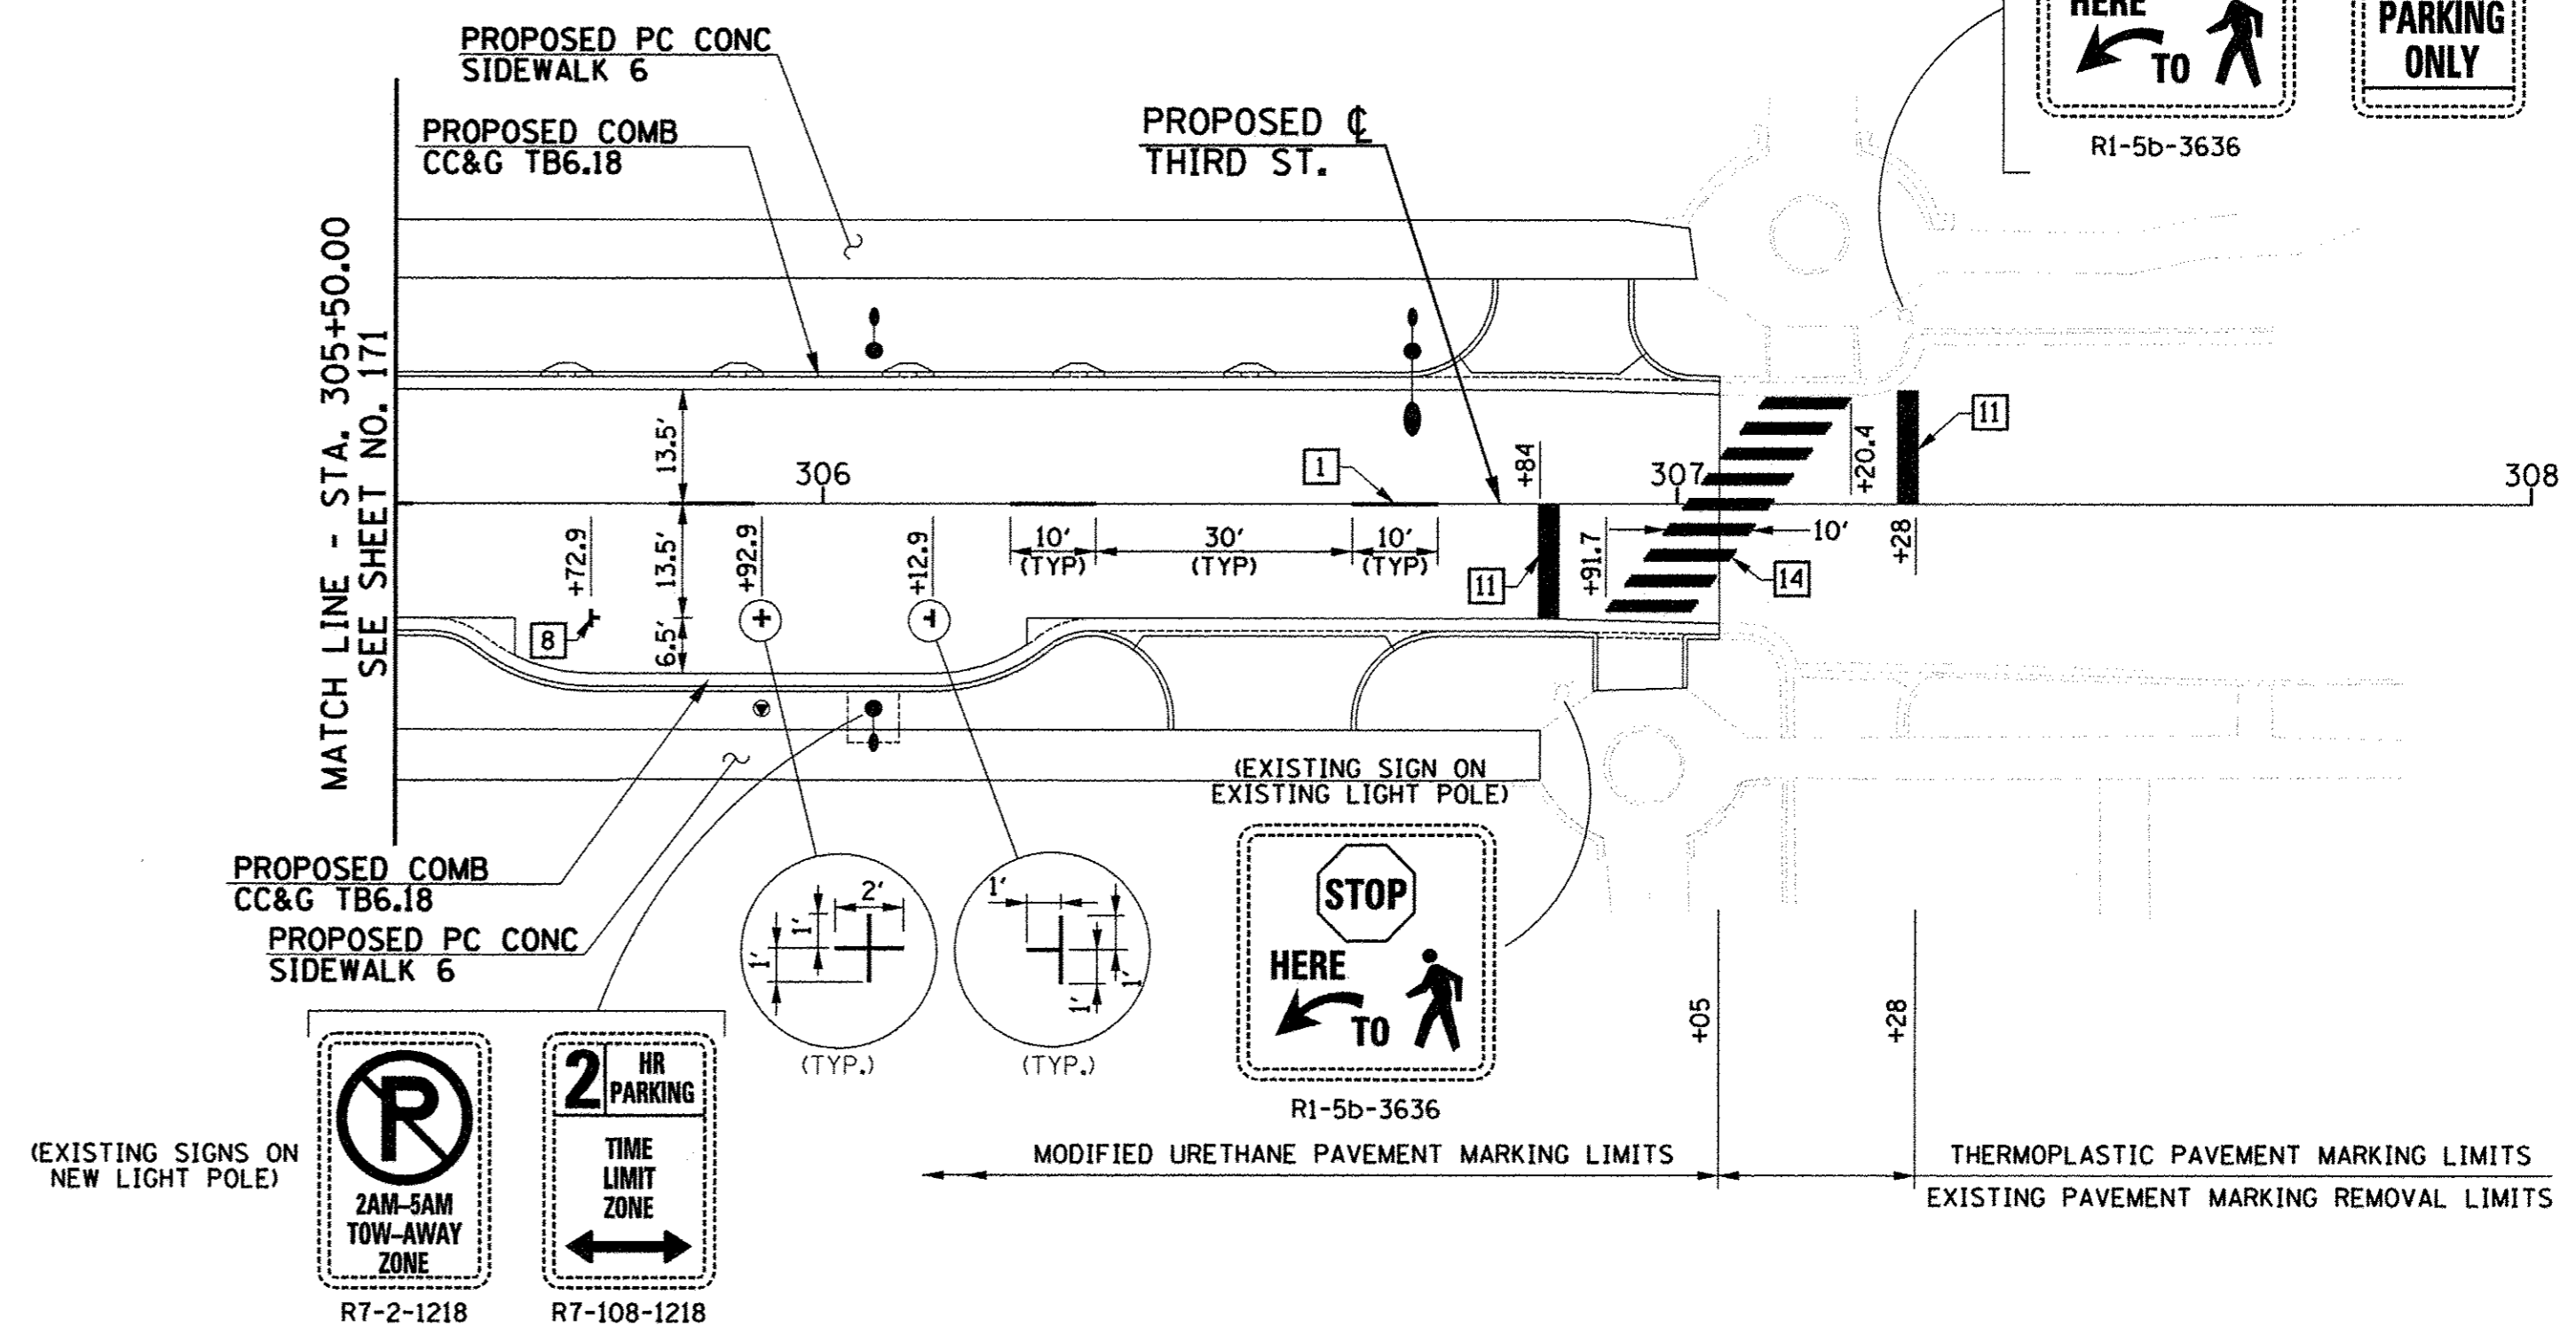 PROPOSED PC CONC
SIDEWALK 6
PROPOSED COMB
CC&G TB6.18
PROPOSED ℄
THIRD ST.
HERE
TO
R1-5b-3636
PARKING
ONLY
MATCH LINE - STA. 305+50.00
SEE SHEET NO. 171
13.5'
13.5'
6.5'
306
307
308
1
+84
+20.4
11
+72.9
+92.9
+12.9
10'
(TYP)
30'
(TYP)
10'
(TYP)
11
+91.7
10'
14
+28
8
PROPOSED COMB
CC&G TB6.18
PROPOSED PC CONC
SIDEWALK 6
2'
1'
1'
(TYP.)
1'
1'
1'
(TYP.)
(EXISTING SIGN ON
EXISTING LIGHT POLE)
STOP
HERE
TO
R1-5b-3636
+05
+28
(EXISTING SIGNS ON
NEW LIGHT POLE)
P
2AM-5AM
TOW-AWAY
ZONE
R7-2-1218
2 HR
PARKING
TIME
LIMIT
ZONE
R7-108-1218
MODIFIED URETHANE PAVEMENT MARKING LIMITS
THERMOPLASTIC PAVEMENT MARKING LIMITS
EXISTING PAVEMENT MARKING REMOVAL LIMITS